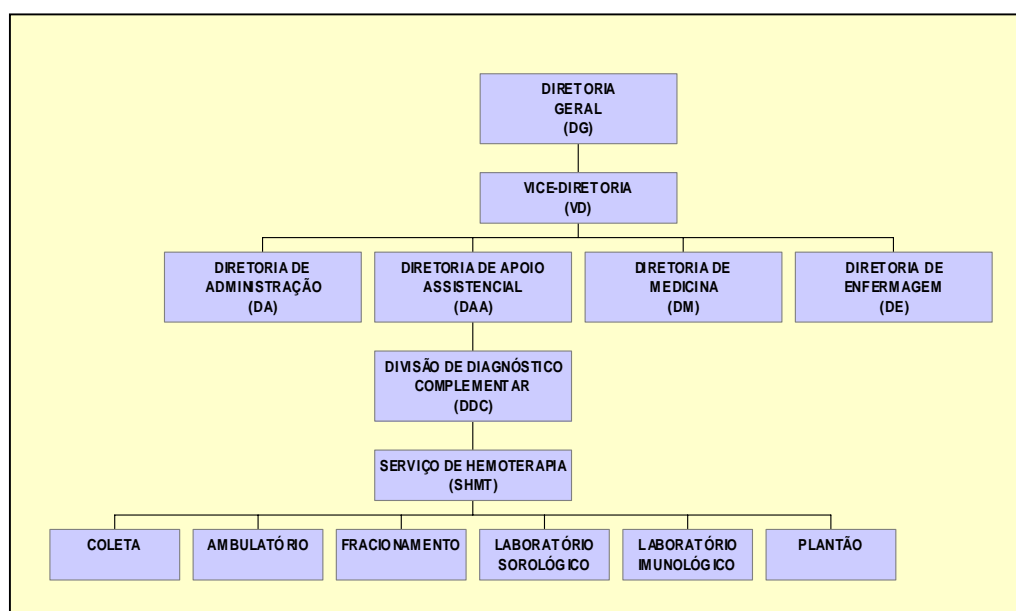 DIRETORIA
GERAL
(DG)
VICE-DIRETORIA
(VD)
DIRETORIA DE
ADMINISTRAÇÃO
(DA)
DIRETORIA DE APOIO
ASSISTENCIAL
(DAA)
DIRETORIA DE
MEDICINA
(DM)
DIRETORIA DE
ENFERMAGEM
(DE)
DIVISÃO DE DIAGNÓSTICO
COMPLEMENTAR
(DDC)
SERVIÇO DE HEMOTERAPIA
(SHMT)
COLETA
AMBULATÓRIO
FRACIONAMENTO
LABORATÓRIO
SOROLÓGICO
LABORATÓRIO
IMUNOLÓGICO
PLANTÃO